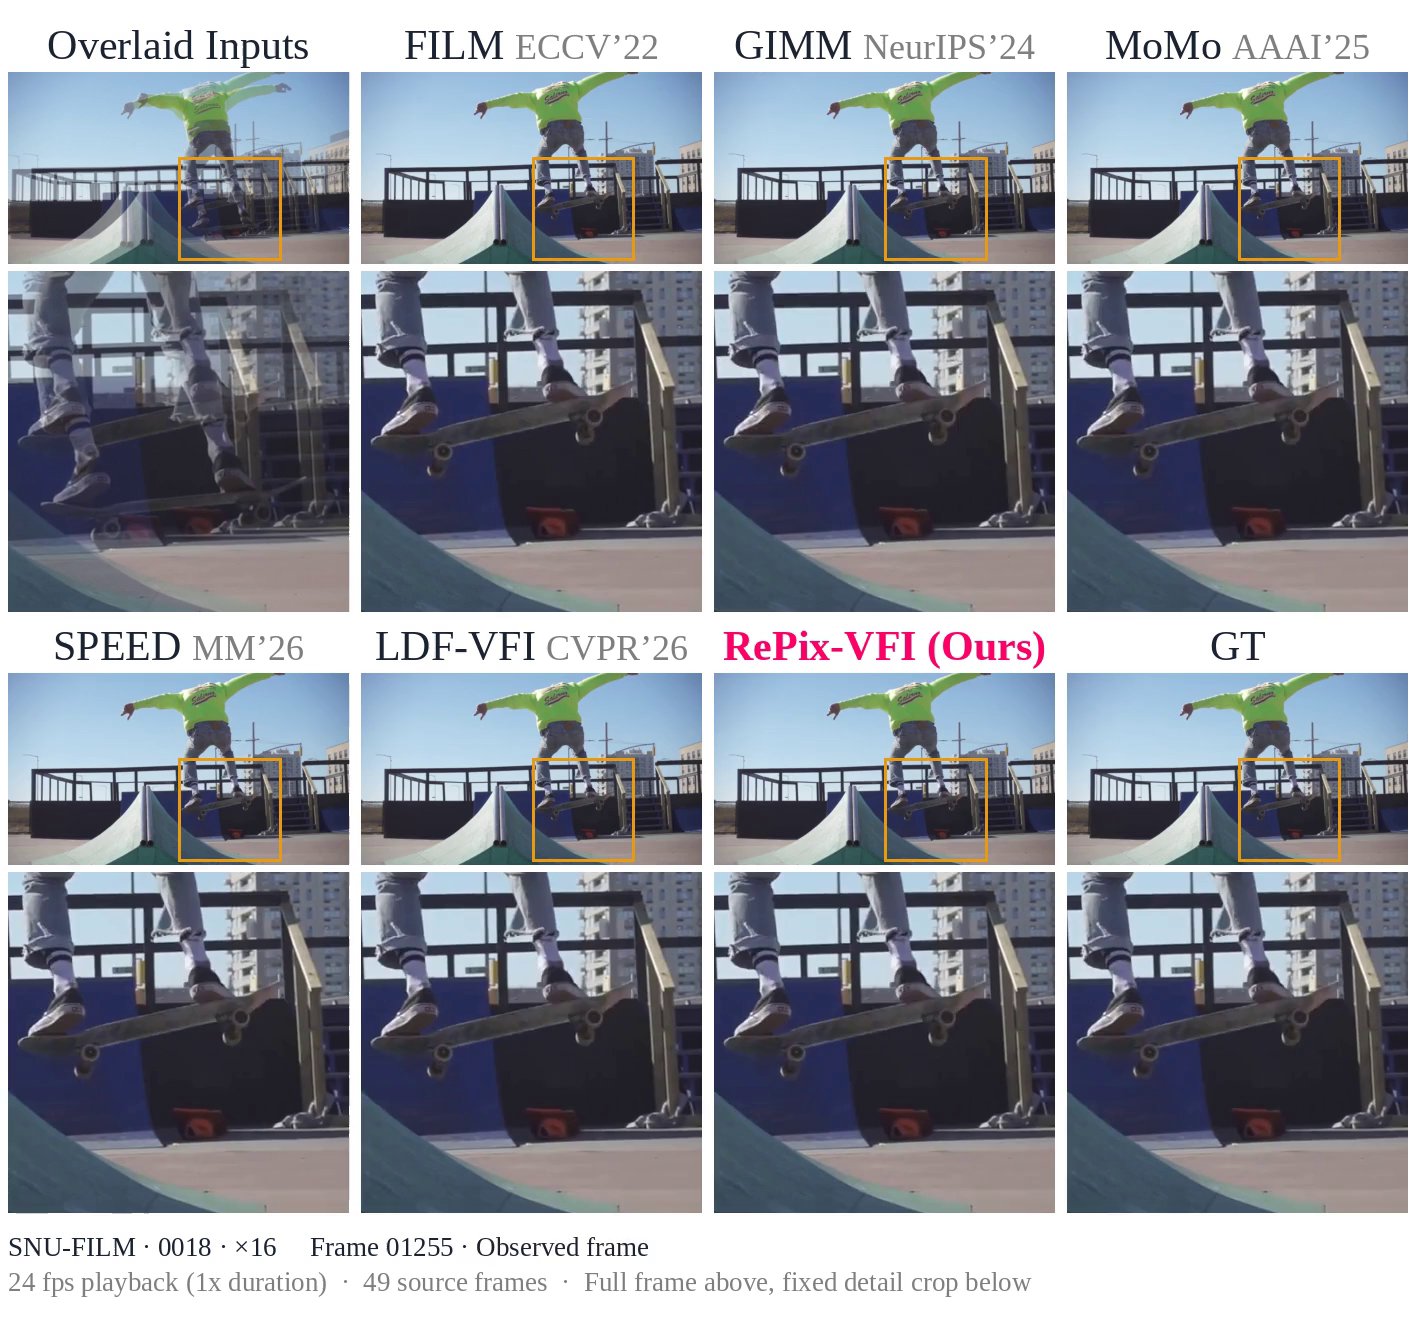 Overlaid Inputs FILM ECCV’22 GIMM NeurIPS’24 MoMo AAAI’25
SPEED MM’26 LDF-VFI CVPR’26 RePix-VFI (Ours) GT
SNU-FILM · 0018 · ×16 Frame 01255 · Observed frame
24 fps playback (1x duration) · 49 source frames · Full frame above, fixed detail crop below